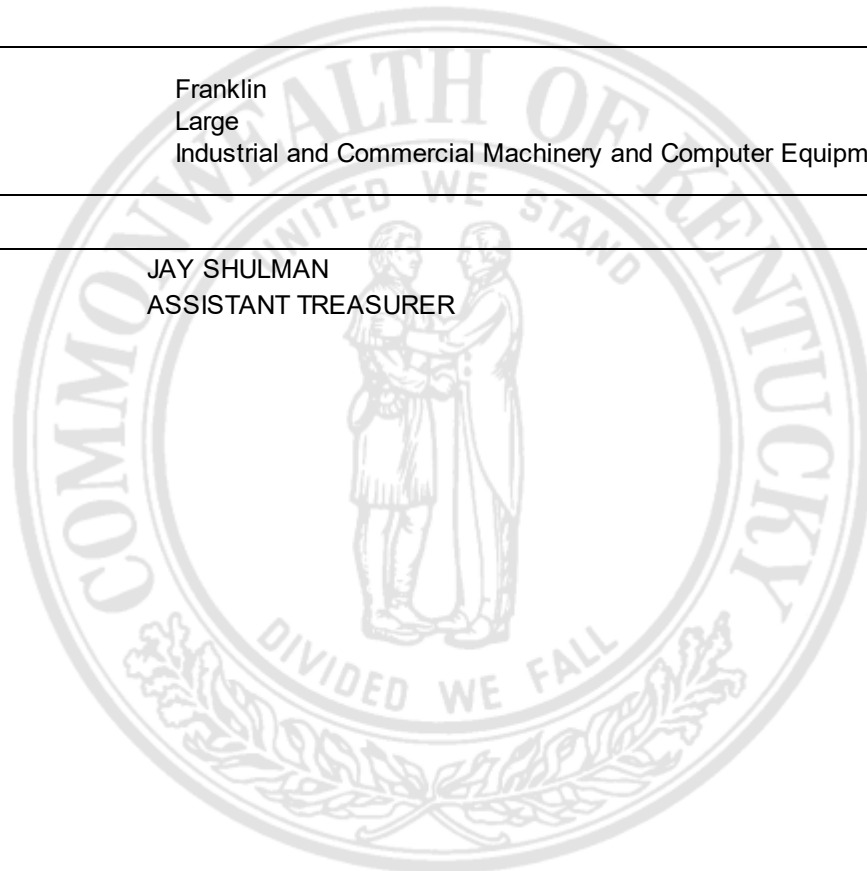 Franklin
Large
Industrial and Commercial Machinery and Computer Equipm
JAY SHULMAN
ASSISTANT TREASURER
COMMONWEALTH OF KENTUCKY
UNITED WE STAND
DIVIDED WE FALL